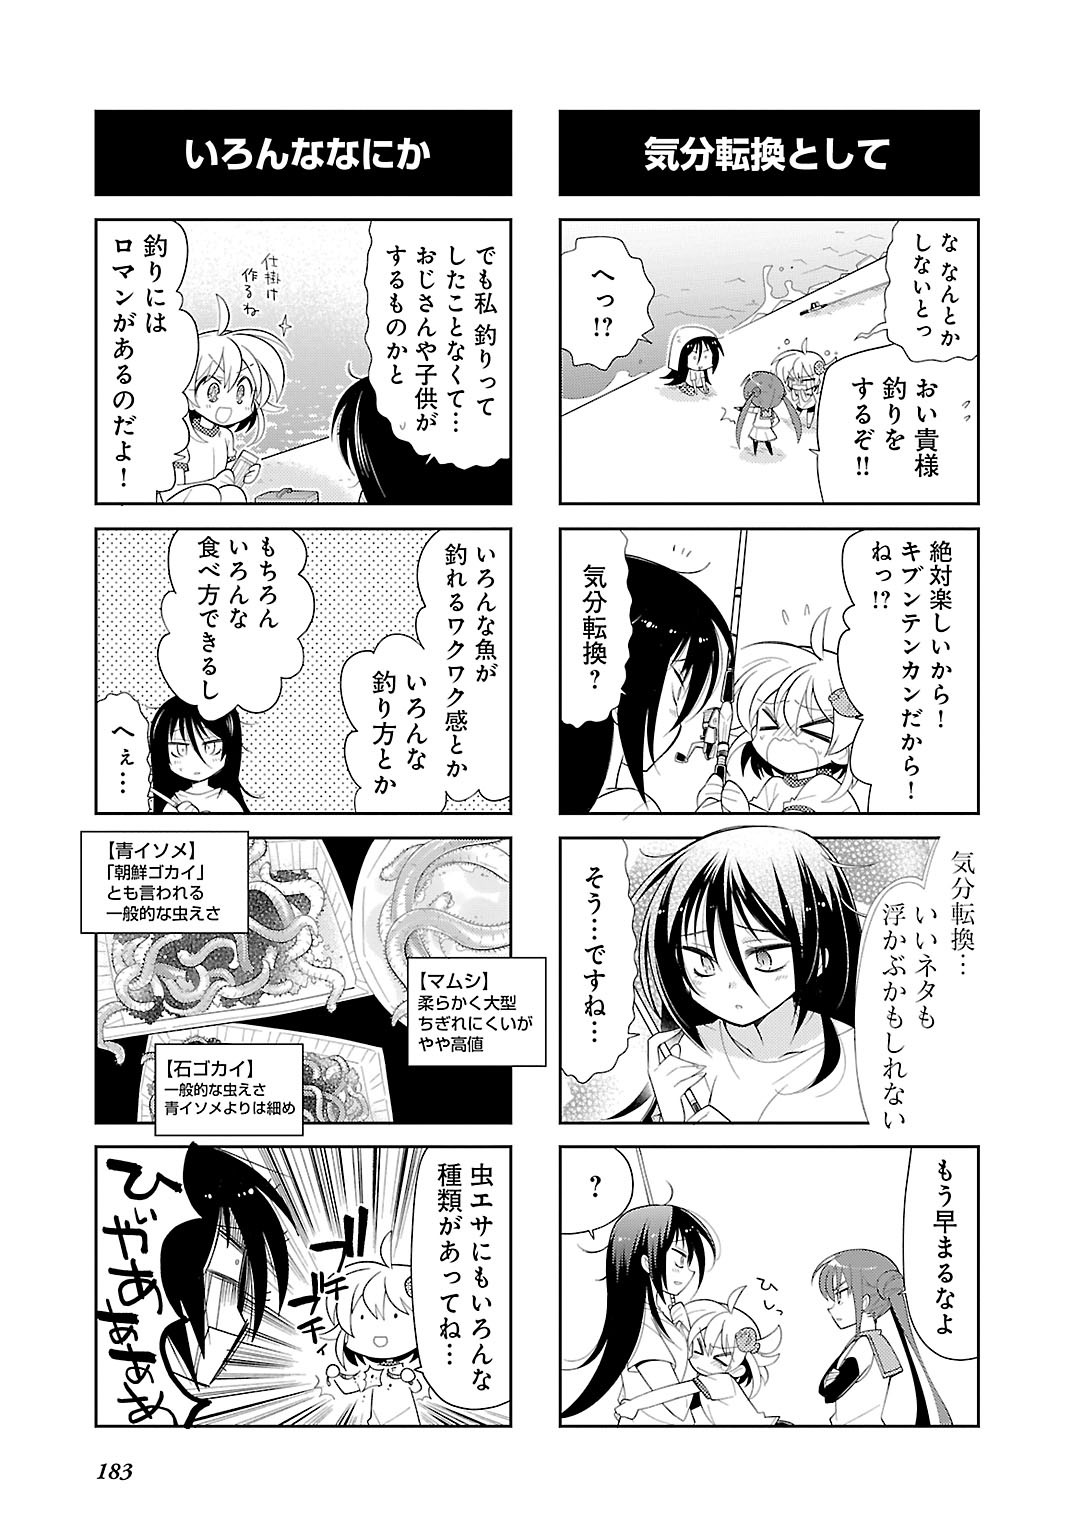 気分転換として
な なんとか
しないとっ
おい貴様
釣りを
するぞ!!
へっ!?
絶対楽しいから！
キブンテンカンだから！
ねっ!?
気分転換？
気分転換…
いいネタも
浮かぶかもしれない
そう…ですね…
もう早まるなよ
ひしっ
？
いろんななにか
でも私 釣りって
したことなくて…
おじさんや子供が
するものかと
仕掛け
作るね
釣りには
ロマンがあるのだよ！
いろんな魚が
釣れるワクワク感とか
いろんな
釣り方とか
もちろん
いろんな
食べ方できるし
へぇ…
【青イソメ】
「朝鮮ゴカイ」
とも言われる
一般的な虫えさ
【マムシ】
柔らかく大型
ちぎれにくいが
やや高値
【石ゴカイ】
一般的な虫えさ
青イソメよりは細め
虫エサにもいろんな
種類があってね…
ブチ
ブチ
ひぃやああぁぁぁ
183